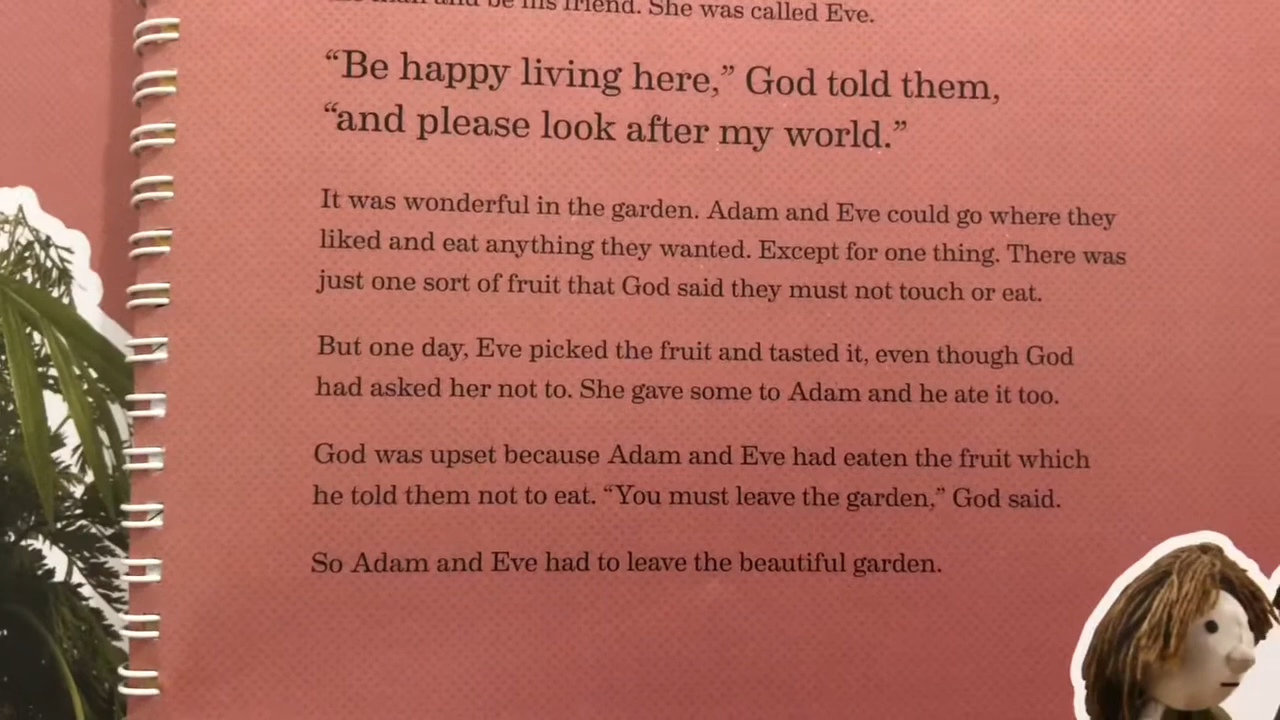 and be his friend. She was called Eve.
“Be happy living here,” God told them,
“and please look after my world.”
It was wonderful in the garden. Adam and Eve could go where they
liked and eat anything they wanted. Except for one thing. There was
just one sort of fruit that God said they must not touch or eat.
But one day, Eve picked the fruit and tasted it, even though God
had asked her not to. She gave some to Adam and he ate it too.
God was upset because Adam and Eve had eaten the fruit which
he told them not to eat. “You must leave the garden,” God said.
So Adam and Eve had to leave the beautiful garden.